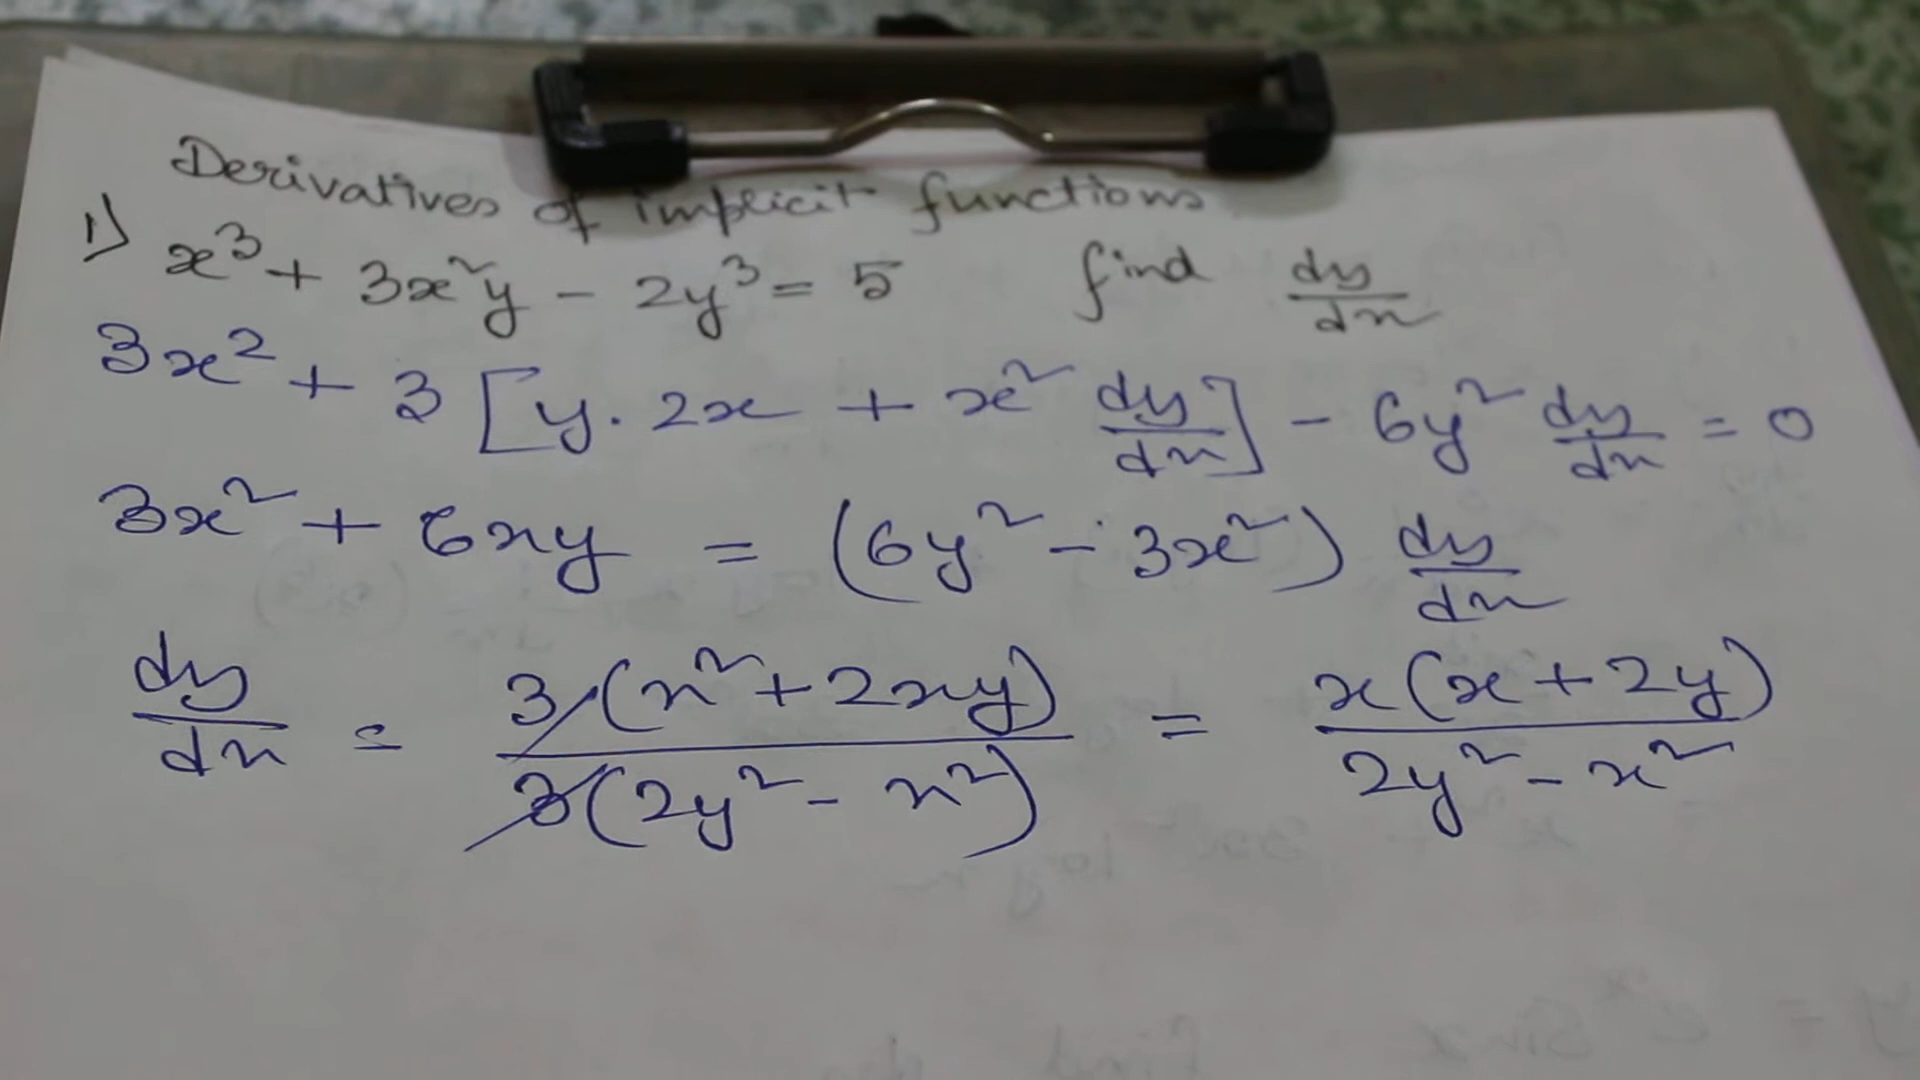 Derivatives of implicit functions
1) x³ + 3x²y - 2y³ = 5 find dy/dx
3x² + 3 [y. 2x + x² dy/dx] - 6y² dy/dx = 0
3x² + 6xy = (6y² - 3x²) dy/dx
dy/dx = 3(x² + 2xy)/3(2y² - x²) = x(x + 2y)/2y² - x²